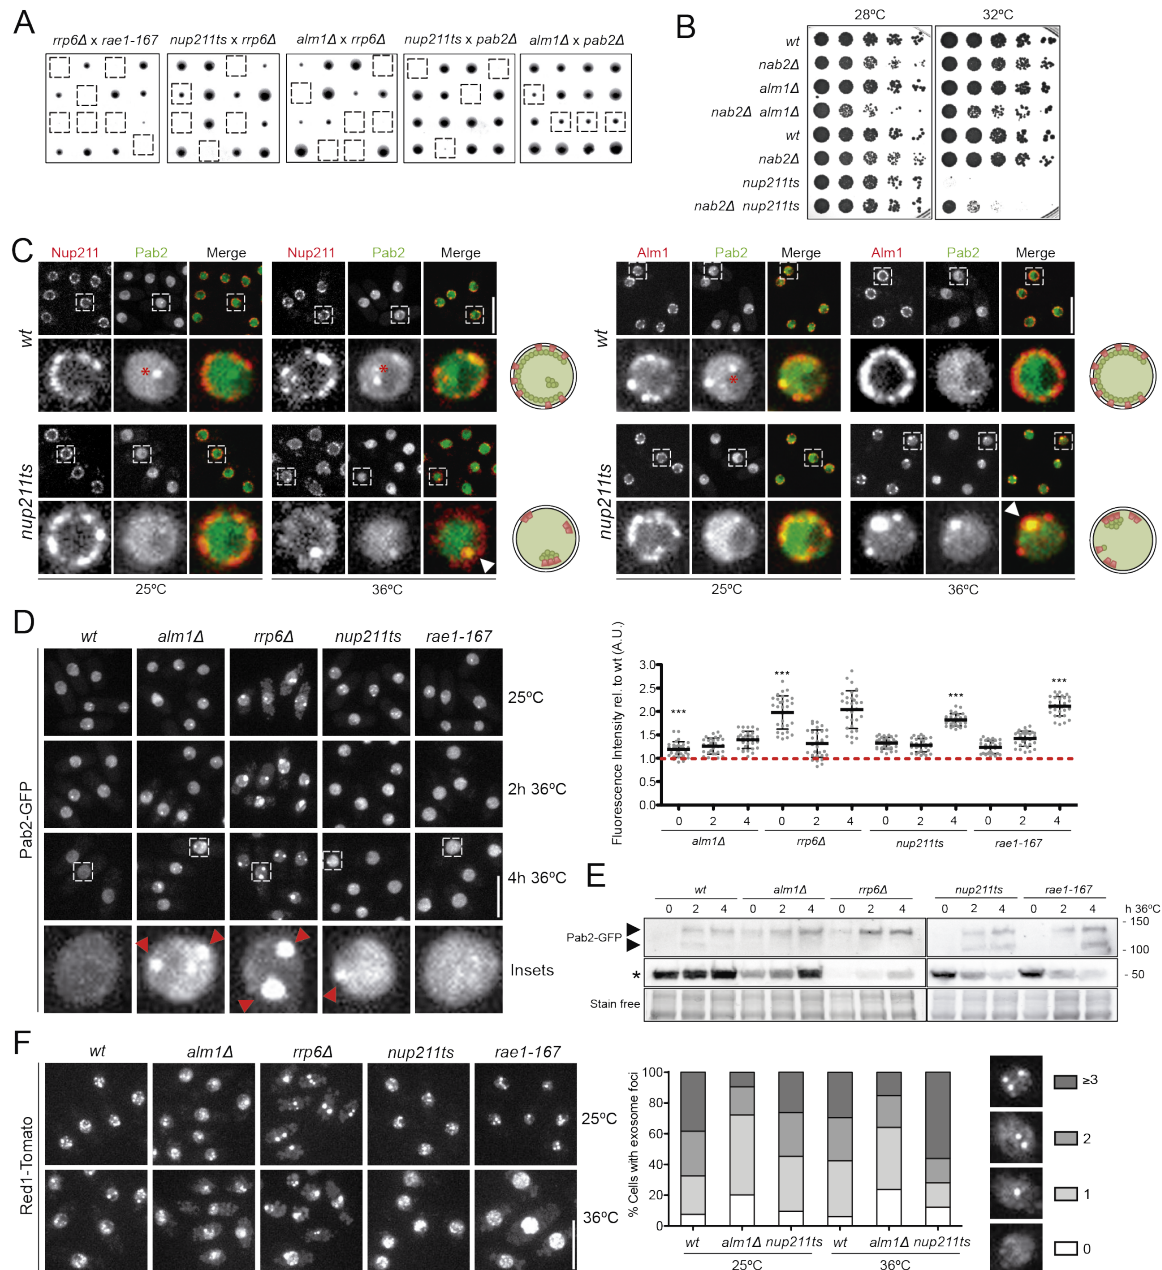 A
rrp6Δ x rae1-167 nup211ts x rrp6Δ alm1Δ x rrp6Δ nup211ts x pab2Δ alm1Δ x pab2Δ
B
28ºC 32ºC
wt
nab2Δ
alm1Δ
nab2Δ alm1Δ
wt
nab2Δ
nup211ts
nab2Δ nup211ts
C
Nup211 Pab2 Merge Nup211 Pab2 Merge Alm1 Pab2 Merge Alm1 Pab2 Merge
wt wt
* * *
nup211ts nup211ts
25ºC 36ºC 25ºC 36ºC
D
wt alm1Δ rrp6Δ nup211ts rae1-167
Pab2-GFP
25ºC
2h 36ºC
4h 36ºC
Insets
Fluorescence Intensity rel. to wt (A.U.)
3.0
2.5
2.0
1.5
1.0
0.5
0.0
*** *** *** ***
0 2 4 0 2 4 0 2 4 0 2 4
alm1Δ rrp6Δ nup211ts rae1-167
E
wt alm1Δ rrp6Δ nup211ts rae1-167
0 2 4 0 2 4 0 2 4 0 2 4 0 2 4 h 36ºC
Pab2-GFP
- 150
- 100
* - 50
Stain free
F
wt alm1Δ rrp6Δ nup211ts rae1-167
Red1-Tomato
25ºC
36ºC
% Cells with exosome foci
100
80
60
40
20
0
wt alm1Δ nup211ts wt alm1Δ nup211ts
25ºC 36ºC
≥3
2
1
0